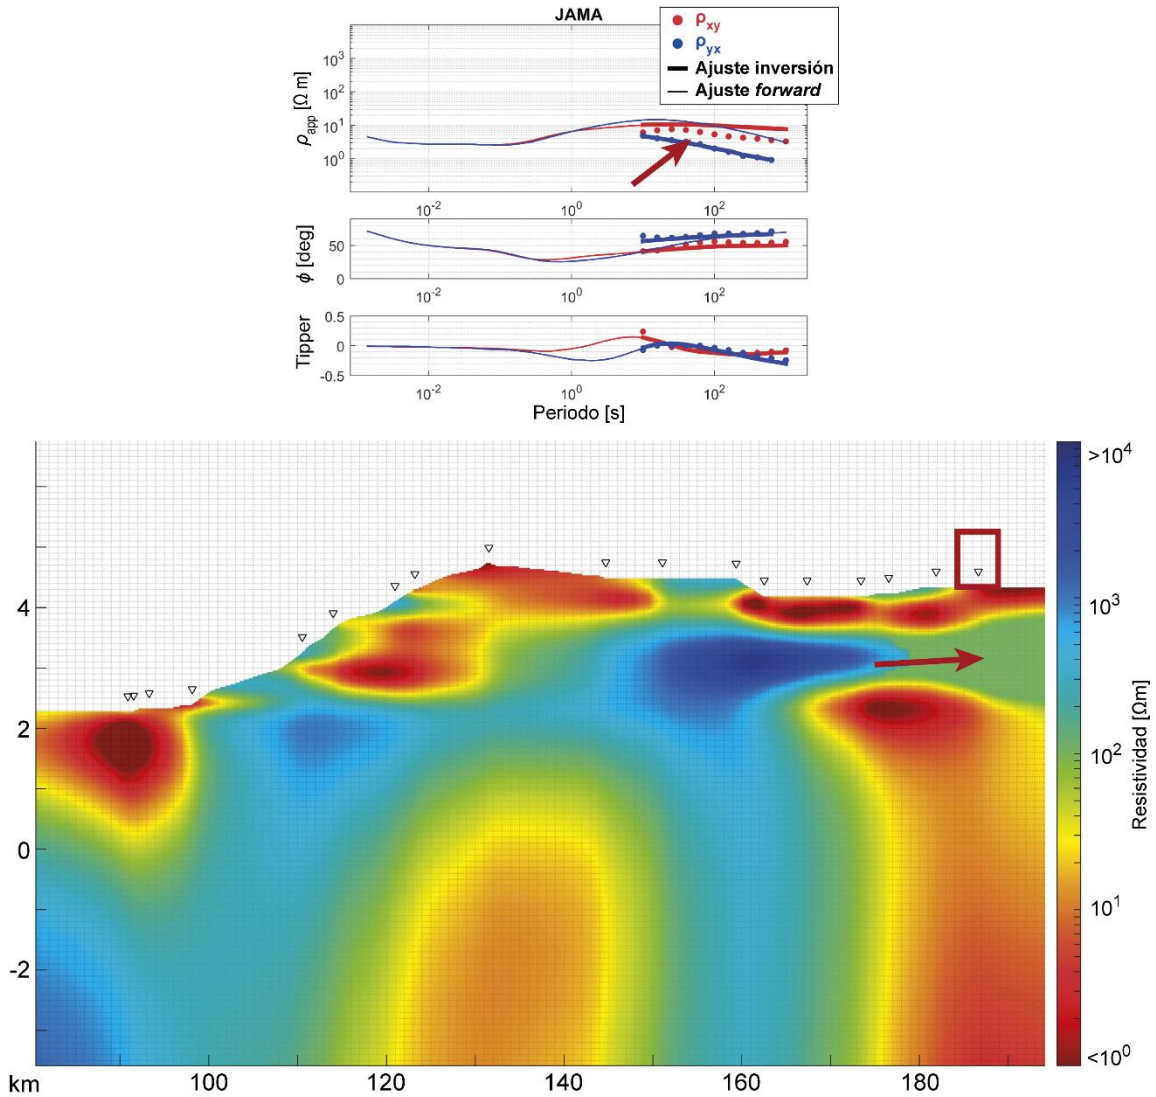 JAMA
ρxy
ρyx
Ajuste inversión
Ajuste forward
ρapp [Ω m]
10³
10²
10¹
10⁰
10⁻² 10⁰ 10²
ϕ [deg]
50
0
10⁻² 10⁰ 10²
Tipper
0.5
0
-0.5
10⁻² 10⁰ 10²
Periodo [s]
4
2
0
-2
km 100 120 140 160 180
>10⁴
10³
10²
10¹
<10⁰
Resistividad [Ωm]